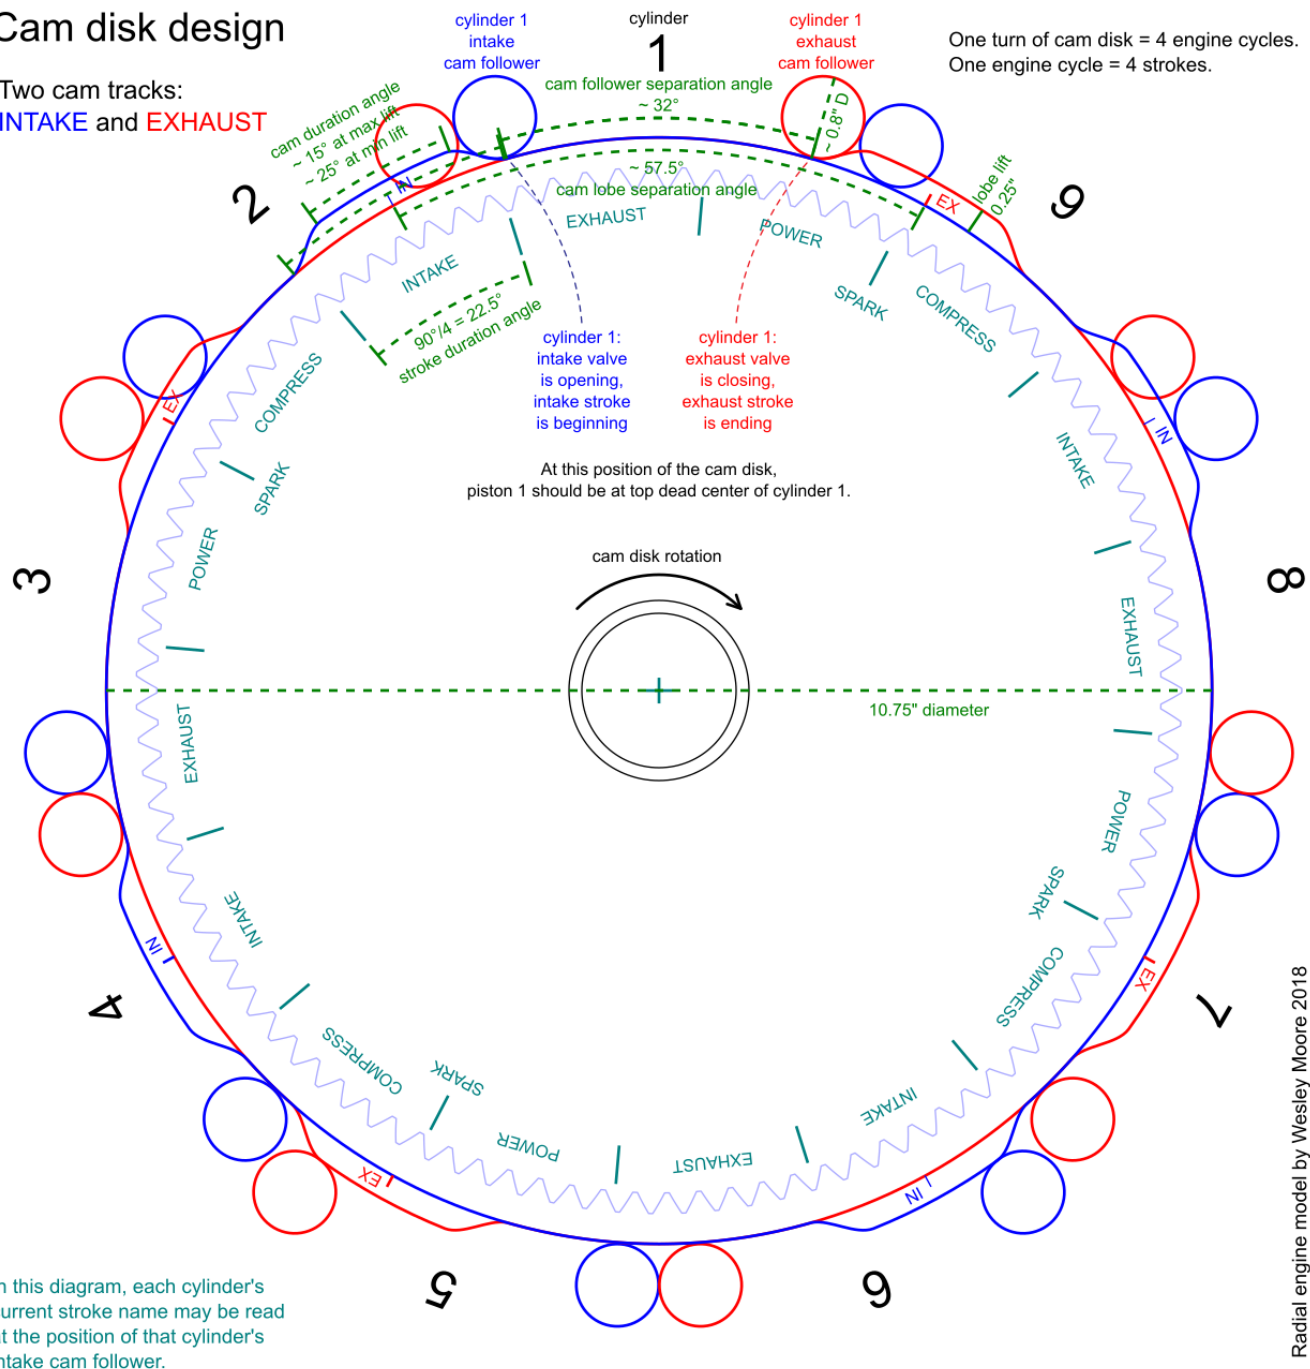 Cam disk design
Two cam tracks:
INTAKE and EXHAUST
cylinder 1
intake
cam follower
cylinder
1
cylinder 1
exhaust
cam follower
One turn of cam disk = 4 engine cycles.
One engine cycle = 4 strokes.
cam follower separation angle
~ 32°
~ 0.8" D
cam duration angle
~ 15° at max lift
~ 25° at min lift
~ 57.5°
cam lobe separation angle
lobe lift
0.25"
2
9
IN
EX
EXHAUST
POWER
SPARK
COMPRESS
INTAKE
90°/4 = 22.5°
stroke duration angle
cylinder 1:
intake valve
is opening,
intake stroke
is beginning
cylinder 1:
exhaust valve
is closing,
exhaust stroke
is ending
At this position of the cam disk,
piston 1 should be at top dead center of cylinder 1.
COMPRESS
EX
SPARK
POWER
INTAKE
IN
EXHAUST
3
8
cam disk rotation
10.75" diameter
EXHAUST
POWER
SPARK
INTAKE
IN
COMPRESS
EX
4
7
COMPRESS
SPARK
POWER
EXHAUST
INTAKE
EX
IN
5
6
in this diagram, each cylinder's
current stroke name may be read
at the position of that cylinder's
intake cam follower.
Radial engine model by Wesley Moore 2018